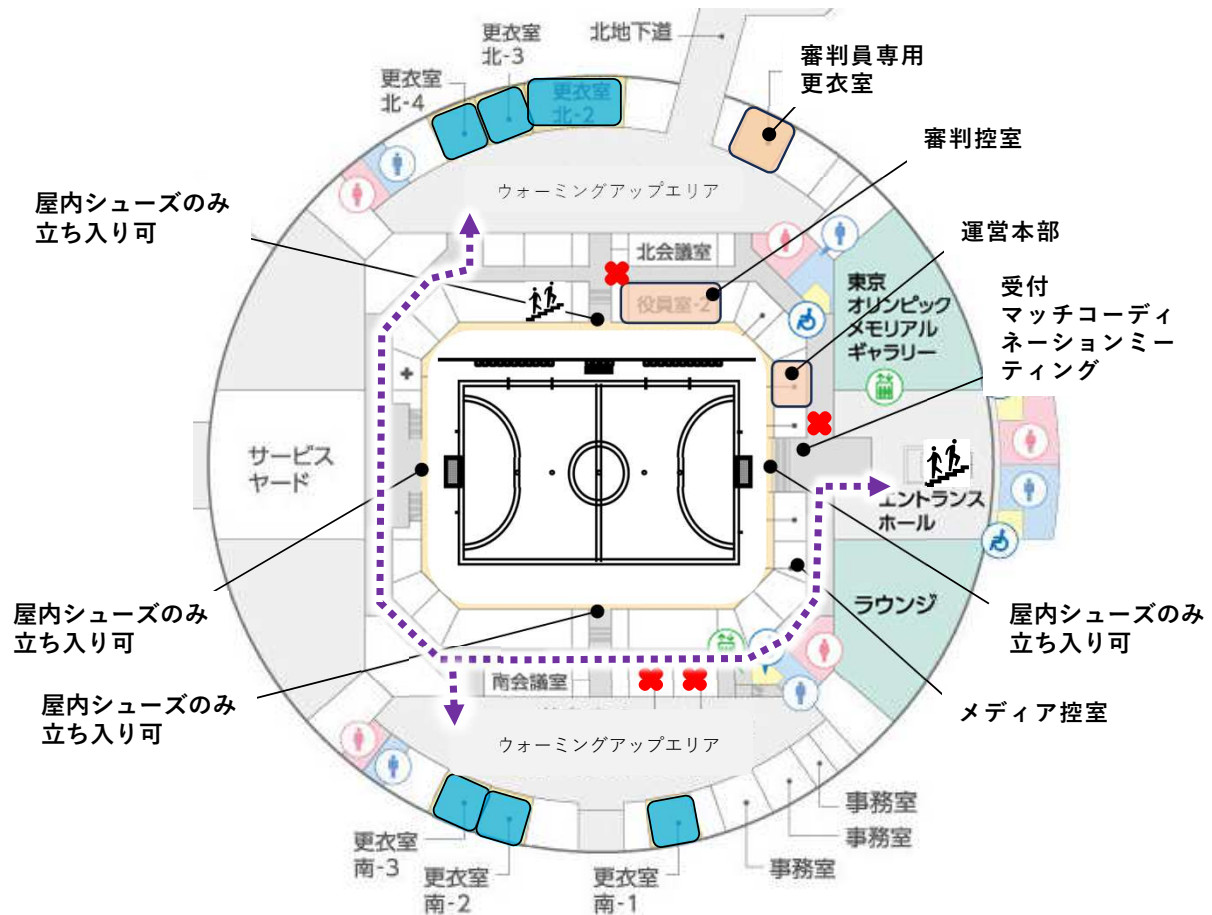 更衣室
北-3
北地下道
更衣室
北-4
審判員専用
更衣室
更衣室
北-2
審判控室
ウォーミングアップエリア
屋内シューズのみ
立ち入り可
運営本部
北会議室
東京
オリンピック
メモリアル
ギャラリー
受付
マッチコーディ
ネーションミー
ティング
役員室-2
サービス
ヤード
エントランス
ホール
ラウンジ
屋内シューズのみ
立ち入り可
屋内シューズのみ
立ち入り可
南会議室
屋内シューズのみ
立ち入り可
メディア控室
ウォーミングアップエリア
事務室
事務室
事務室
更衣室
南-3
更衣室
南-2
更衣室
南-1